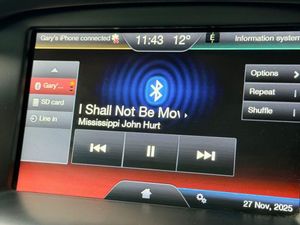 Gary's iPhone connected
11:43
12°
Information system
Gary'...
SD card
Line in
I Shall Not Be Mov
Mississippi John Hurt
Options
Repeat
Shuffle
27 Nov, 2025